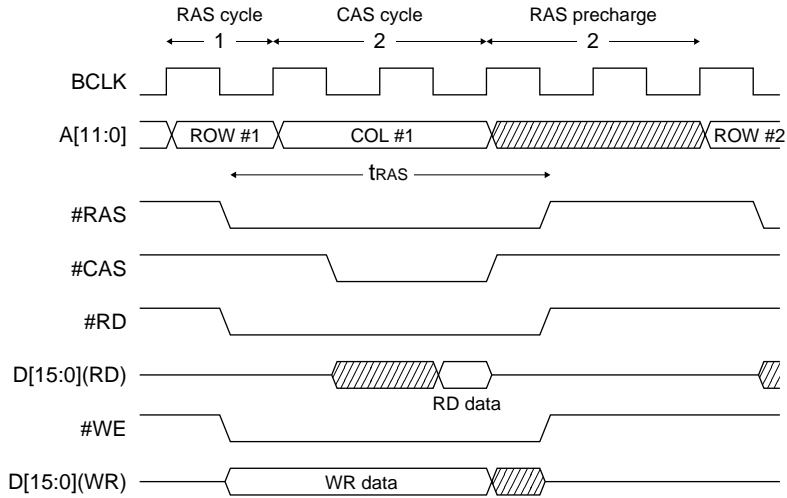 RAS cycle CAS cycle RAS precharge
1 2 2
BCLK
A[11:0] ROW #1 COL #1 ROW #2
tRAS
#RAS
#CAS
#RD
D[15:0](RD)
RD data
#WE
D[15:0](WR) WR data